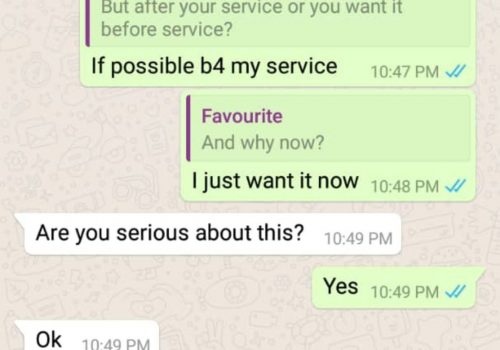 But after your service or you want it
before service?
If possible b4 my service 10:47 PM
Favourite
And why now?
I just want it now 10:48 PM
Are you serious about this? 10:49 PM
Yes 10:49 PM
Ok 10:49 PM